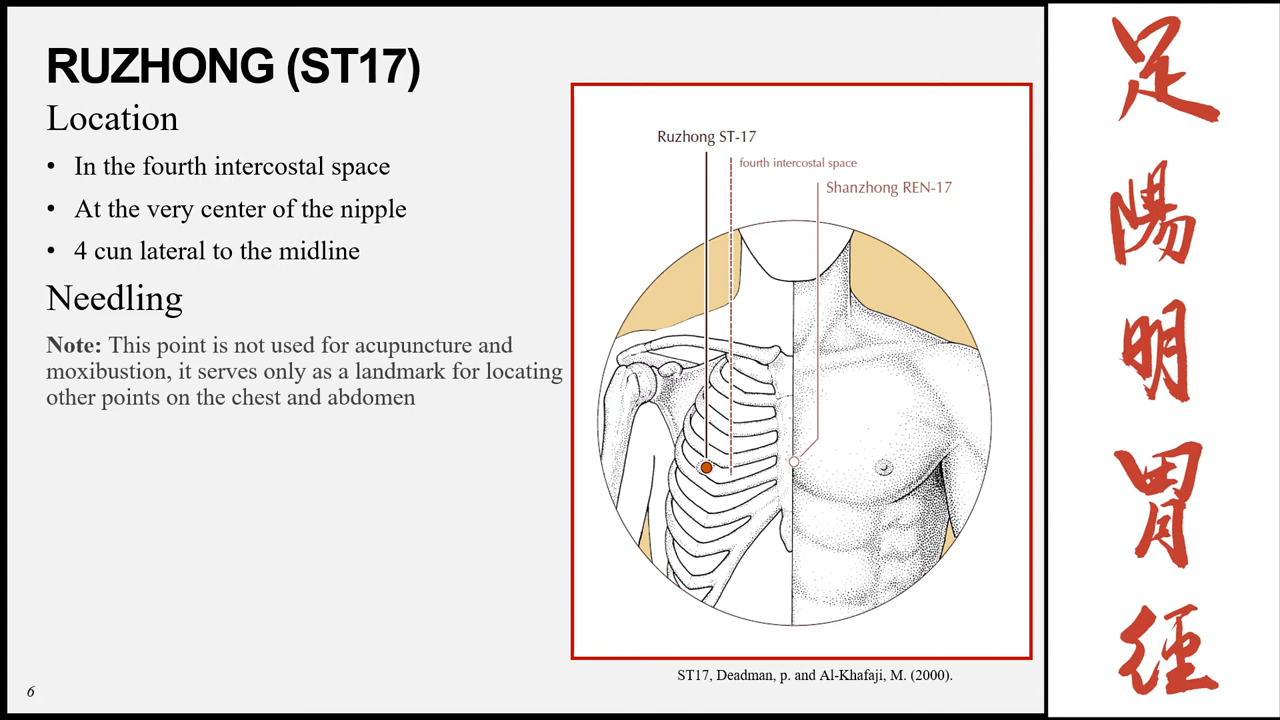 RUZHONG (ST17)
Location
• In the fourth intercostal space
• At the very center of the nipple
• 4 cun lateral to the midline
Needling
Note: This point is not used for acupuncture and
moxibustion, it serves only as a landmark for locating
other points on the chest and abdomen
Ruzhong ST-17
fourth intercostal space
Shanzhong REN-17
ST17, Deadman, p. and Al-Khafaji, M. (2000).
6
足
陽
明
胃
徑